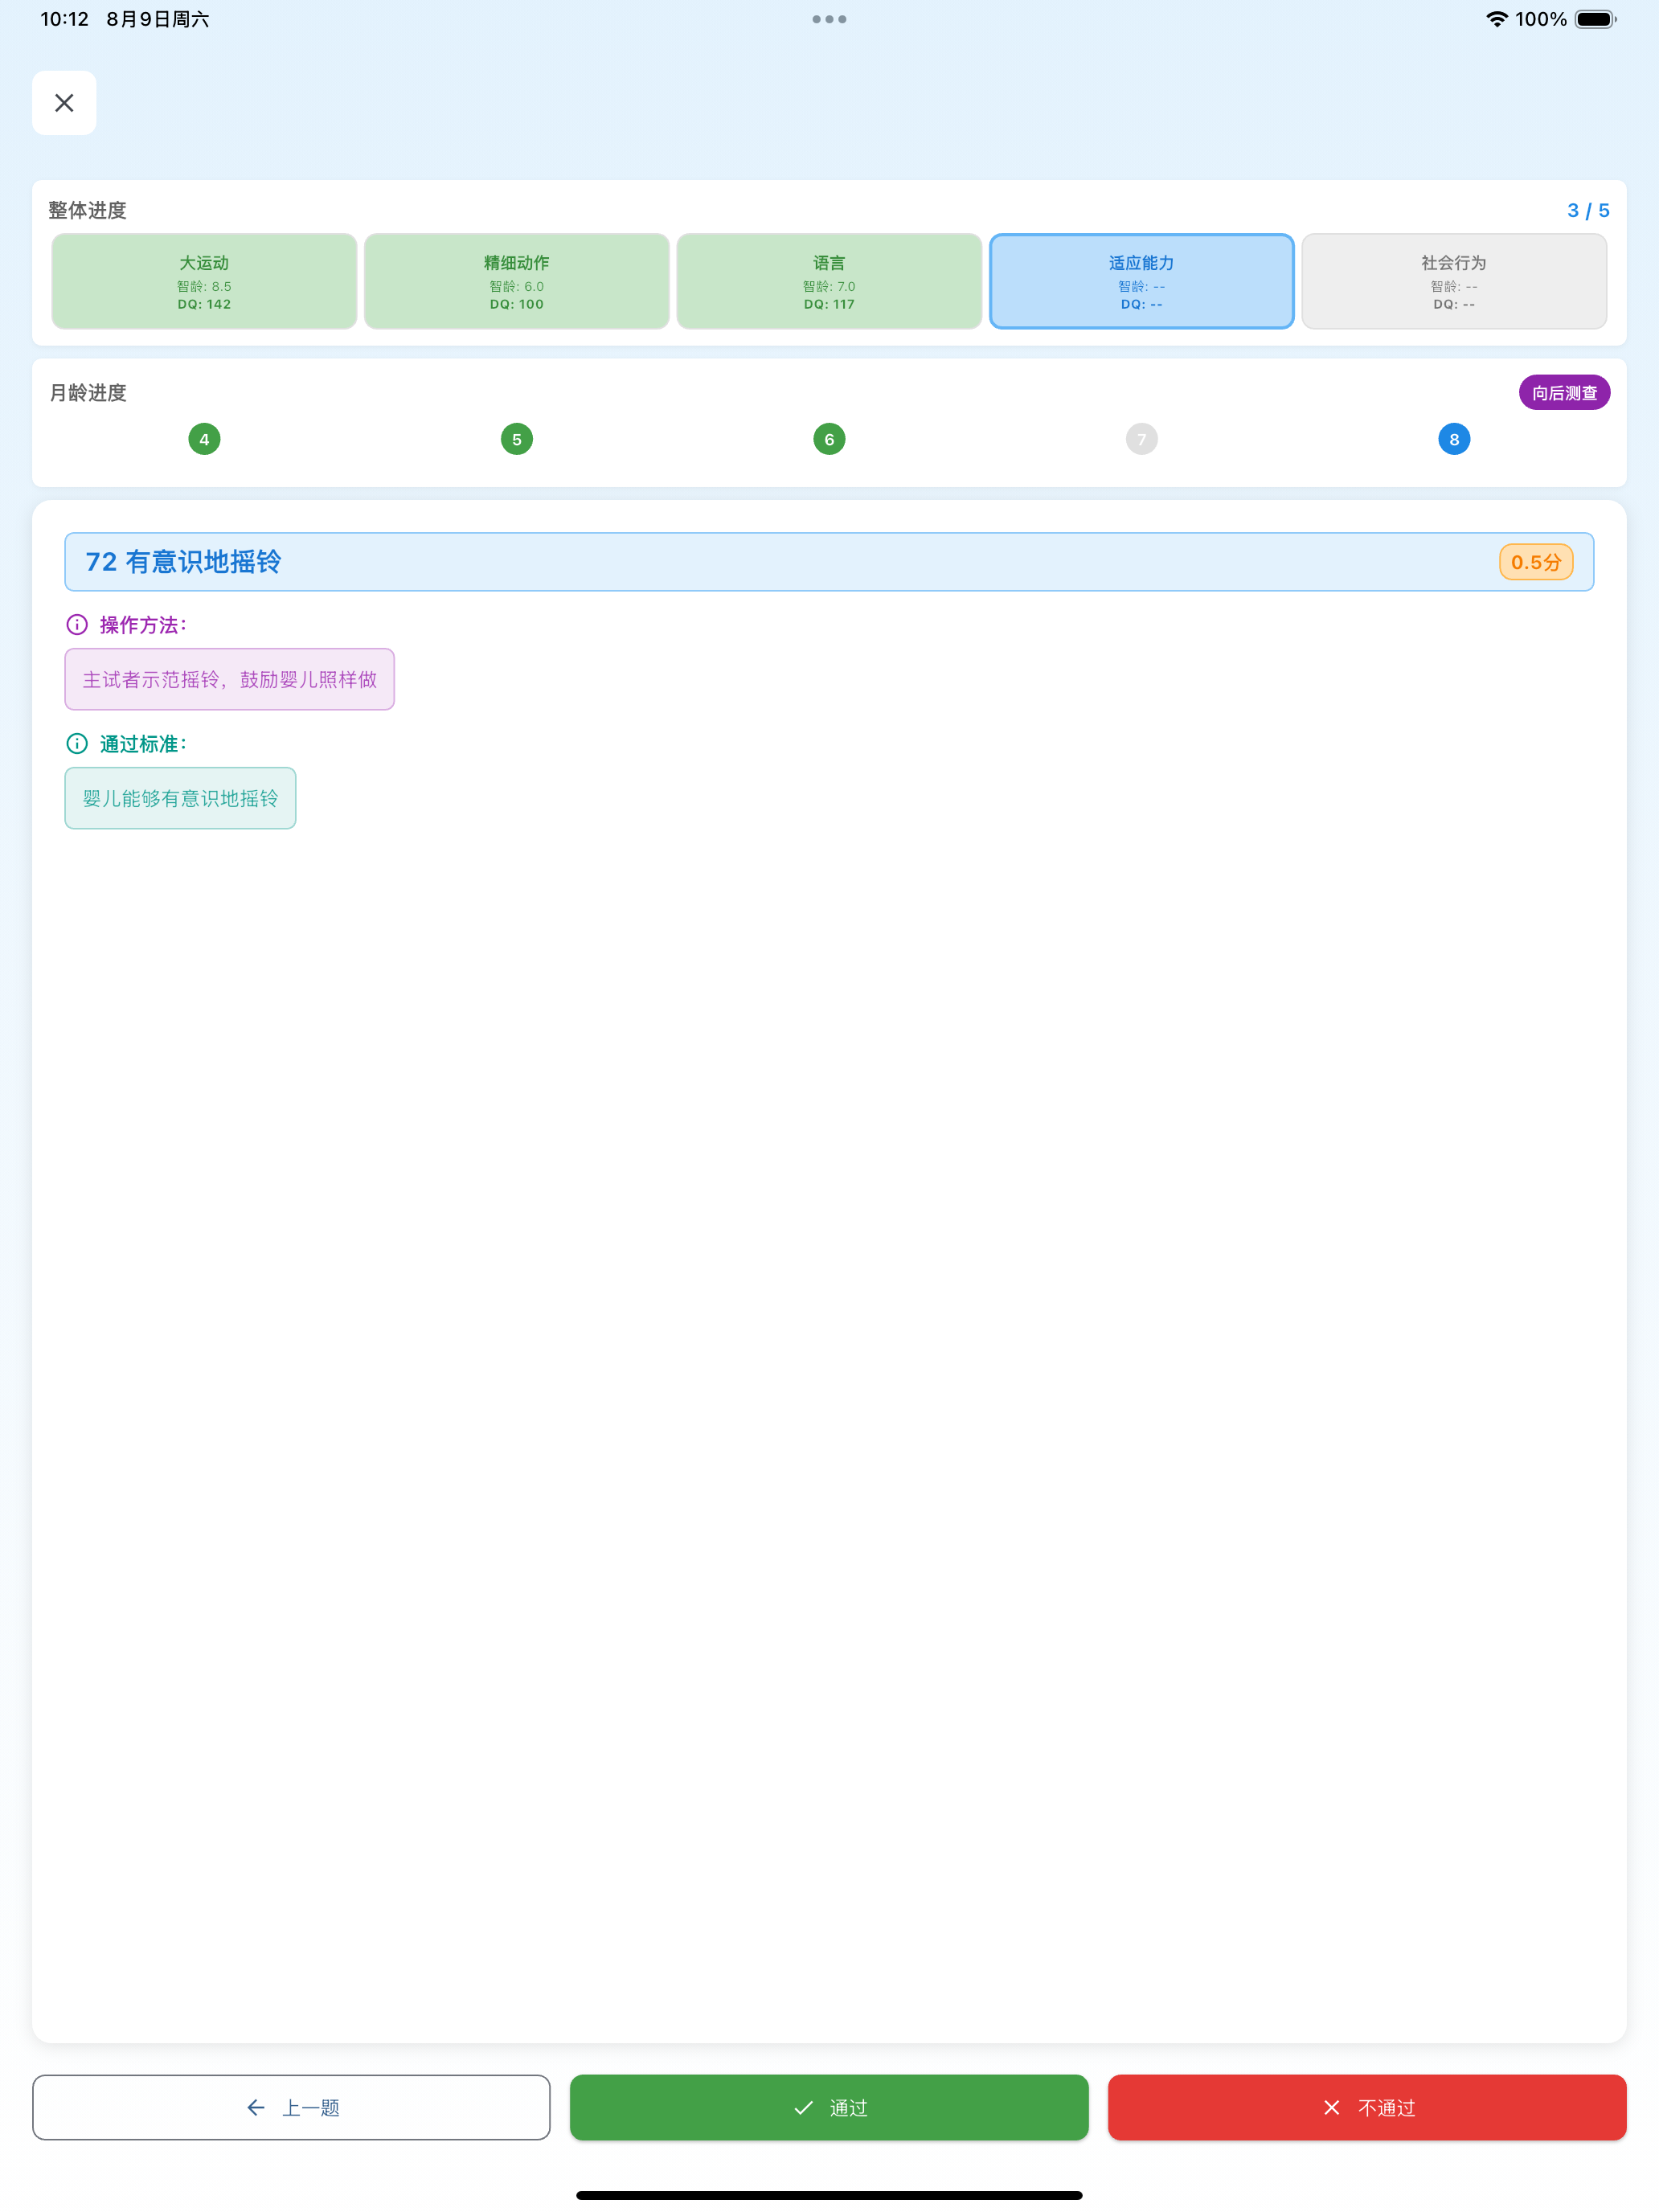 10:12 8月9日周六
100%
整体进度
3 / 5
大运动
智龄: 8.5
DQ: 142
精细动作
智龄: 6.0
DQ: 100
语言
智龄: 7.0
DQ: 117
适应能力
智龄: --
DQ: --
社会行为
智龄: --
DQ: --
月龄进度
向后测查
4
5
6
7
8
72 有意识地摇铃
0.5分
操作方法:
主试者示范摇铃，鼓励婴儿照样做
通过标准:
婴儿能够有意识地摇铃
上一题
通过
不通过